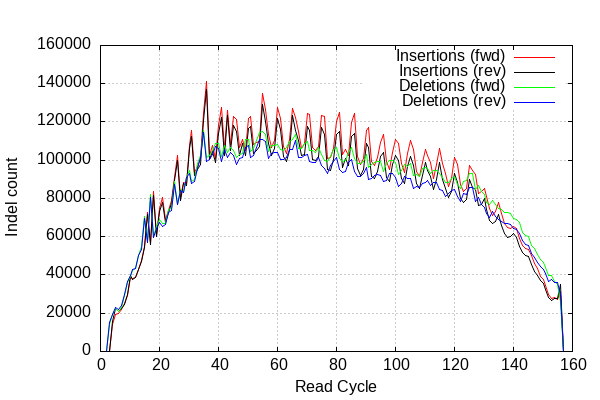 160000
140000
120000
100000
80000
60000
40000
20000
0
Indel count
Insertions (fwd)
Insertions (rev)
Deletions (fwd)
Deletions (rev)
0 20 40 60 80 100 120 140 160
Read Cycle